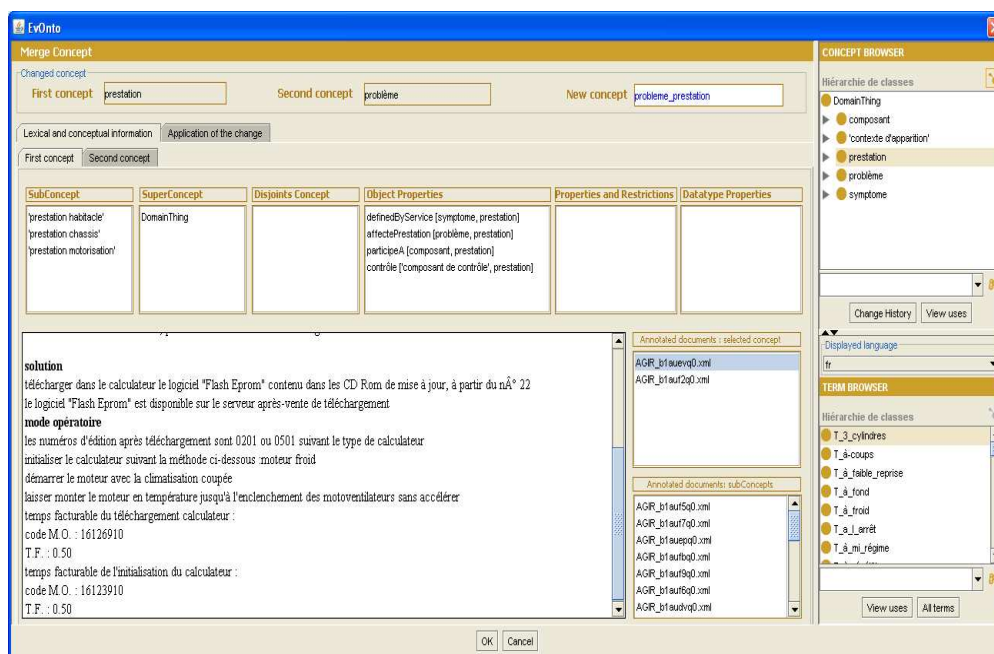 EvOnto
Merge Concept
Changed concept
First concept prestation Second concept problème New concept probleme_prestation
Lexical and conceptual information Application of the change
First concept Second concept
SubConcept SuperConcept Disjoints Concept Object Properties Properties and Restrictions Datatype Properties
'prestation habitacle' DomainThing definedByService [symptome, prestation]
'prestation chassis' affectePrestation [problème, prestation]
'prestation motorisation' participeA [composant, prestation]
contrôle ['composant de contrôle', prestation]
solution
télécharger dans le calculateur le logiciel "Flash Eprom" contenu dans les CD Rom de mise à jour, à partir du nÂ° 22
le logiciel "Flash Eprom" est disponible sur le serveur après-vente de téléchargement
mode opératoire
les numéros d'édition après téléchargement sont 0201 ou 0501 suivant le type de calculateur
initialiser le calculateur suivant la méthode ci-dessous :moteur froid
démarrer le moteur avec la climatisation coupée
laisser monter le moteur en température jusqu'à l'enclenchement des motoventilateurs sans accélérer
temps facturable du téléchargement calculateur :
code M.O. : 16126910
T.F. : 0.50
temps facturable de l'initialisation du calculateur :
code M.O. : 16123910
T.F. : 0.50
Annotated documents : selected concept
AGIR_b1auevq0.xml
AGIR_b1auf2q0.xml
Annotated documents: subConcepts
AGIR_b1auf5q0.xml
AGIR_b1auf7q0.xml
AGIR_b1auepq0.xml
AGIR_b1aufbq0.xml
AGIR_b1auf9q0.xml
AGIR_b1auf6q0.xml
AGIR_b1audvq0.xml
OK Cancel
CONCEPT BROWSER
Hiérarchie de classes
DomainThing
composant
'contexte d'apparition'
prestation
problème
symptome
Change History View uses
Displayed language
fr
TERM BROWSER
Hiérarchie de classes
T_3_cylindres
T_à-coups
T_à_faible_reprise
T_à_fond
T_à_froid
T_a_l_arrêt
T_à_mi_régime
View uses All terms